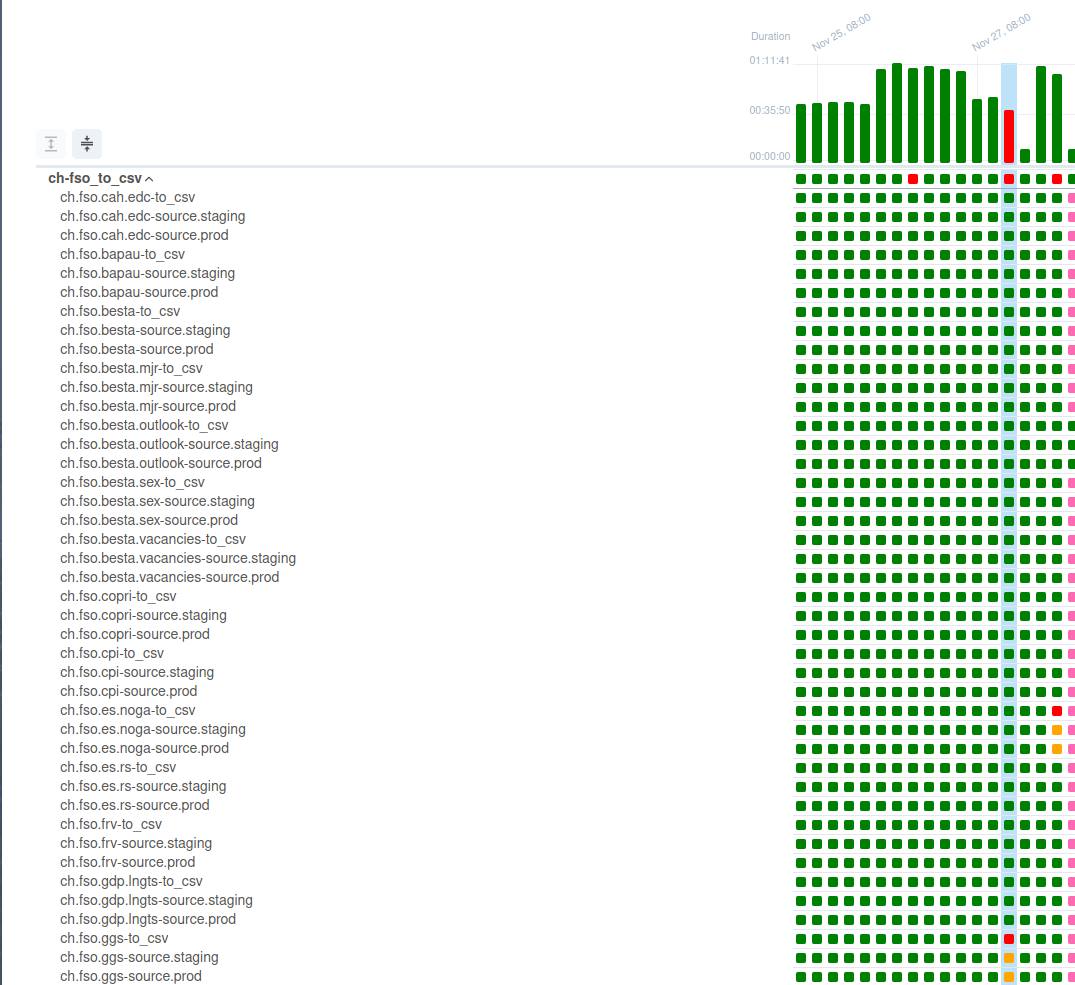 Nov 25, 08:00
Nov 27, 08:00
Duration
01:11:41
00:35:50
00:00:00
ch-fso_to_csv
ch.fso.cah.edc-to_csv
ch.fso.cah.edc-source.staging
ch.fso.cah.edc-source.prod
ch.fso.bapau-to_csv
ch.fso.bapau-source.staging
ch.fso.bapau-source.prod
ch.fso.besta-to_csv
ch.fso.besta-source.staging
ch.fso.besta-source.prod
ch.fso.besta.mjr-to_csv
ch.fso.besta.mjr-source.staging
ch.fso.besta.mjr-source.prod
ch.fso.besta.outlook-to_csv
ch.fso.besta.outlook-source.staging
ch.fso.besta.outlook-source.prod
ch.fso.besta.sex-to_csv
ch.fso.besta.sex-source.staging
ch.fso.besta.sex-source.prod
ch.fso.besta.vacancies-to_csv
ch.fso.besta.vacancies-source.staging
ch.fso.besta.vacancies-source.prod
ch.fso.copri-to_csv
ch.fso.copri-source.staging
ch.fso.copri-source.prod
ch.fso.cpi-to_csv
ch.fso.cpi-source.staging
ch.fso.cpi-source.prod
ch.fso.es.noga-to_csv
ch.fso.es.noga-source.staging
ch.fso.es.noga-source.prod
ch.fso.es.rs-to_csv
ch.fso.es.rs-source.staging
ch.fso.es.rs-source.prod
ch.fso.frv-to_csv
ch.fso.frv-source.staging
ch.fso.frv-source.prod
ch.fso.gdp.lngts-to_csv
ch.fso.gdp.lngts-source.staging
ch.fso.gdp.lngts-source.prod
ch.fso.ggs-to_csv
ch.fso.ggs-source.staging
ch.fso.ggs-source.prod